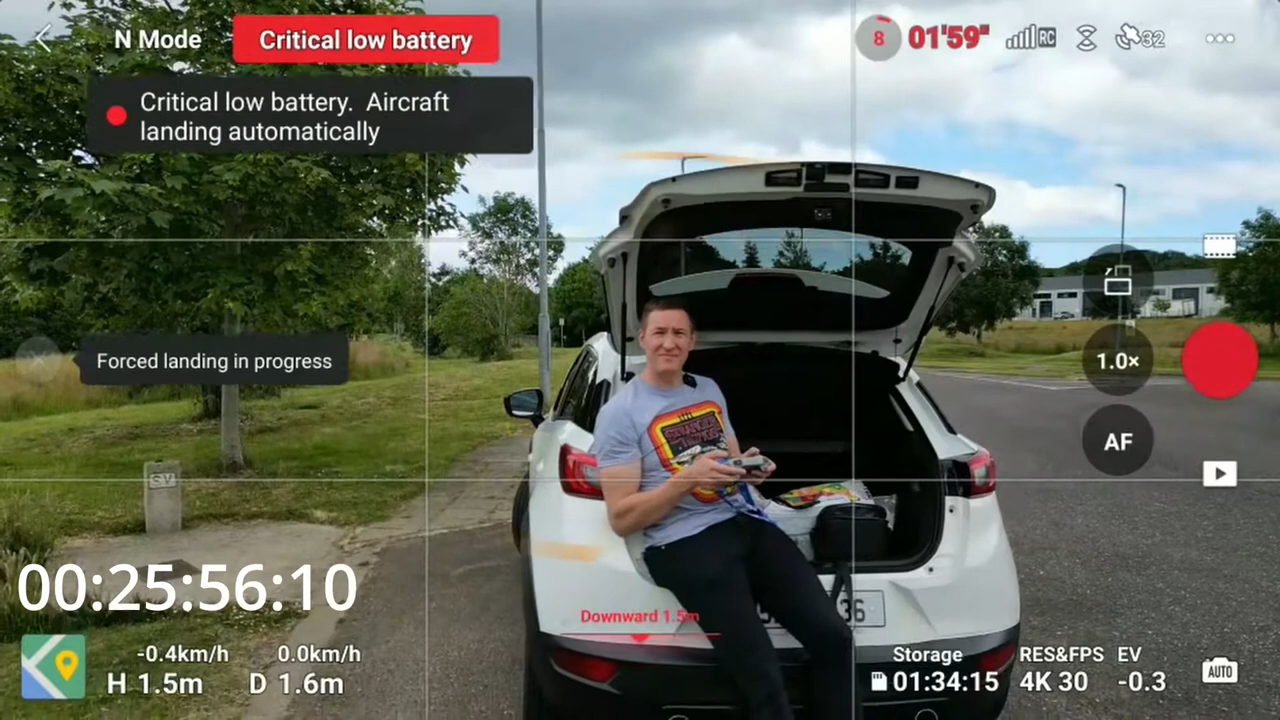 N Mode
Critical low battery
8
01'59"
RC
32
Critical low battery. Aircraft
landing automatically
Forced landing in progress
1.0×
AF
SV
00:25:56:10
Downward 1.5m
36
-0.4km/h
0.0km/h
H 1.5m
D 1.6m
Storage
01:34:15
RES&FPS
4K 30
EV
-0.3
AUTO